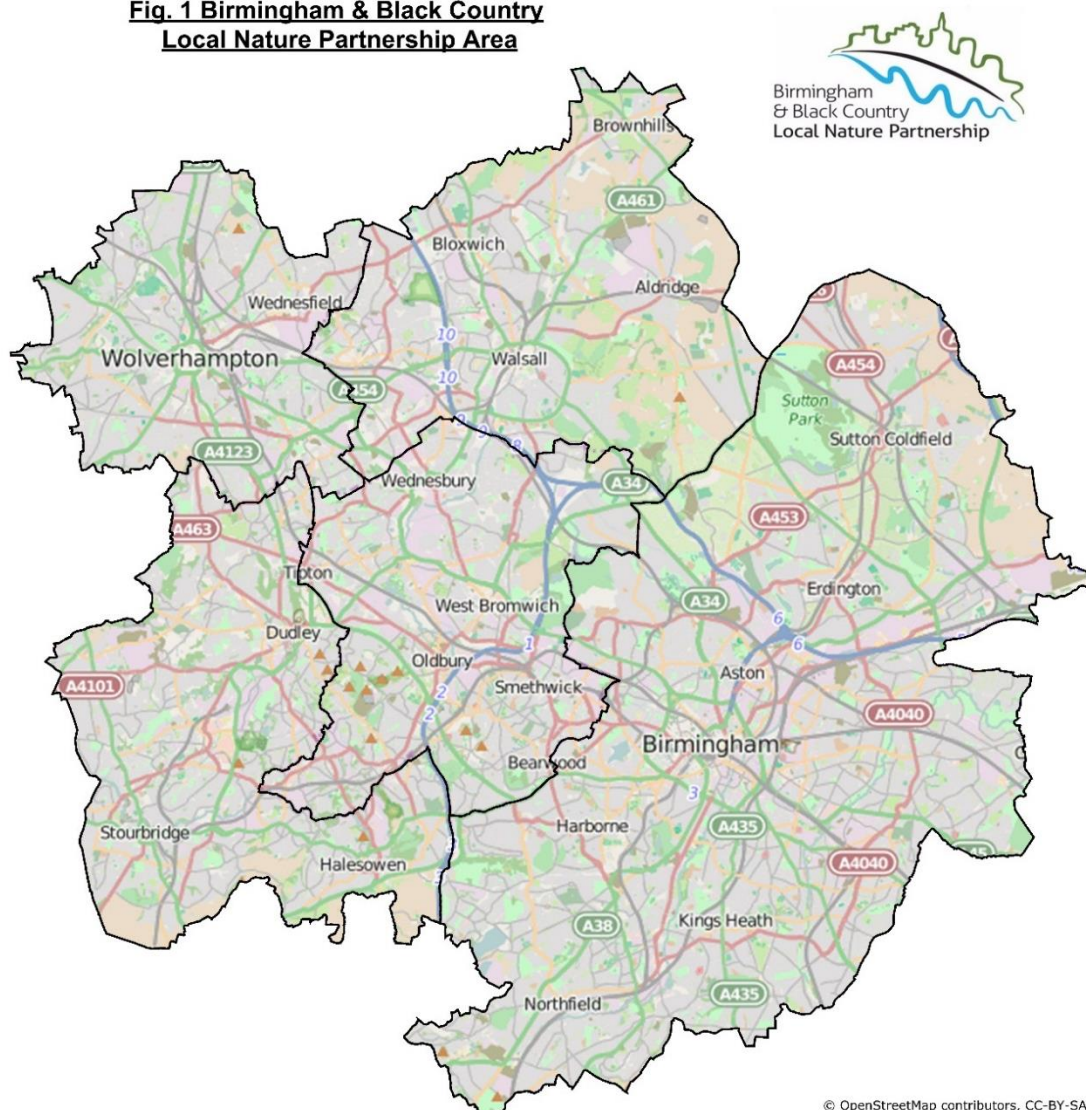 Fig. 1 Birmingham & Black Country
Local Nature Partnership Area
Birmingham
& Black Country
Local Nature Partnership
Brownhills
A461
Bloxwich
Aldridge
Wednesfield
10
Wolverhampton
Walsall
10
A454
A454
Sutton
Park
9
9
8
Sutton Coldfield
A4123
Wednesbury
A34
A463
A453
Tipton
Erdington
West Bromwich
A34
6
Dudley
1
6
Oldbury
Aston
A4101
2
Smethwick
2
A4040
Birmingham
Bearwood
3
Stourbridge
Harborne
A435
Halesowen
A4040
A38
Kings Heath
Northfield
A435
© OpenStreetMap contributors, CC-BY-SA